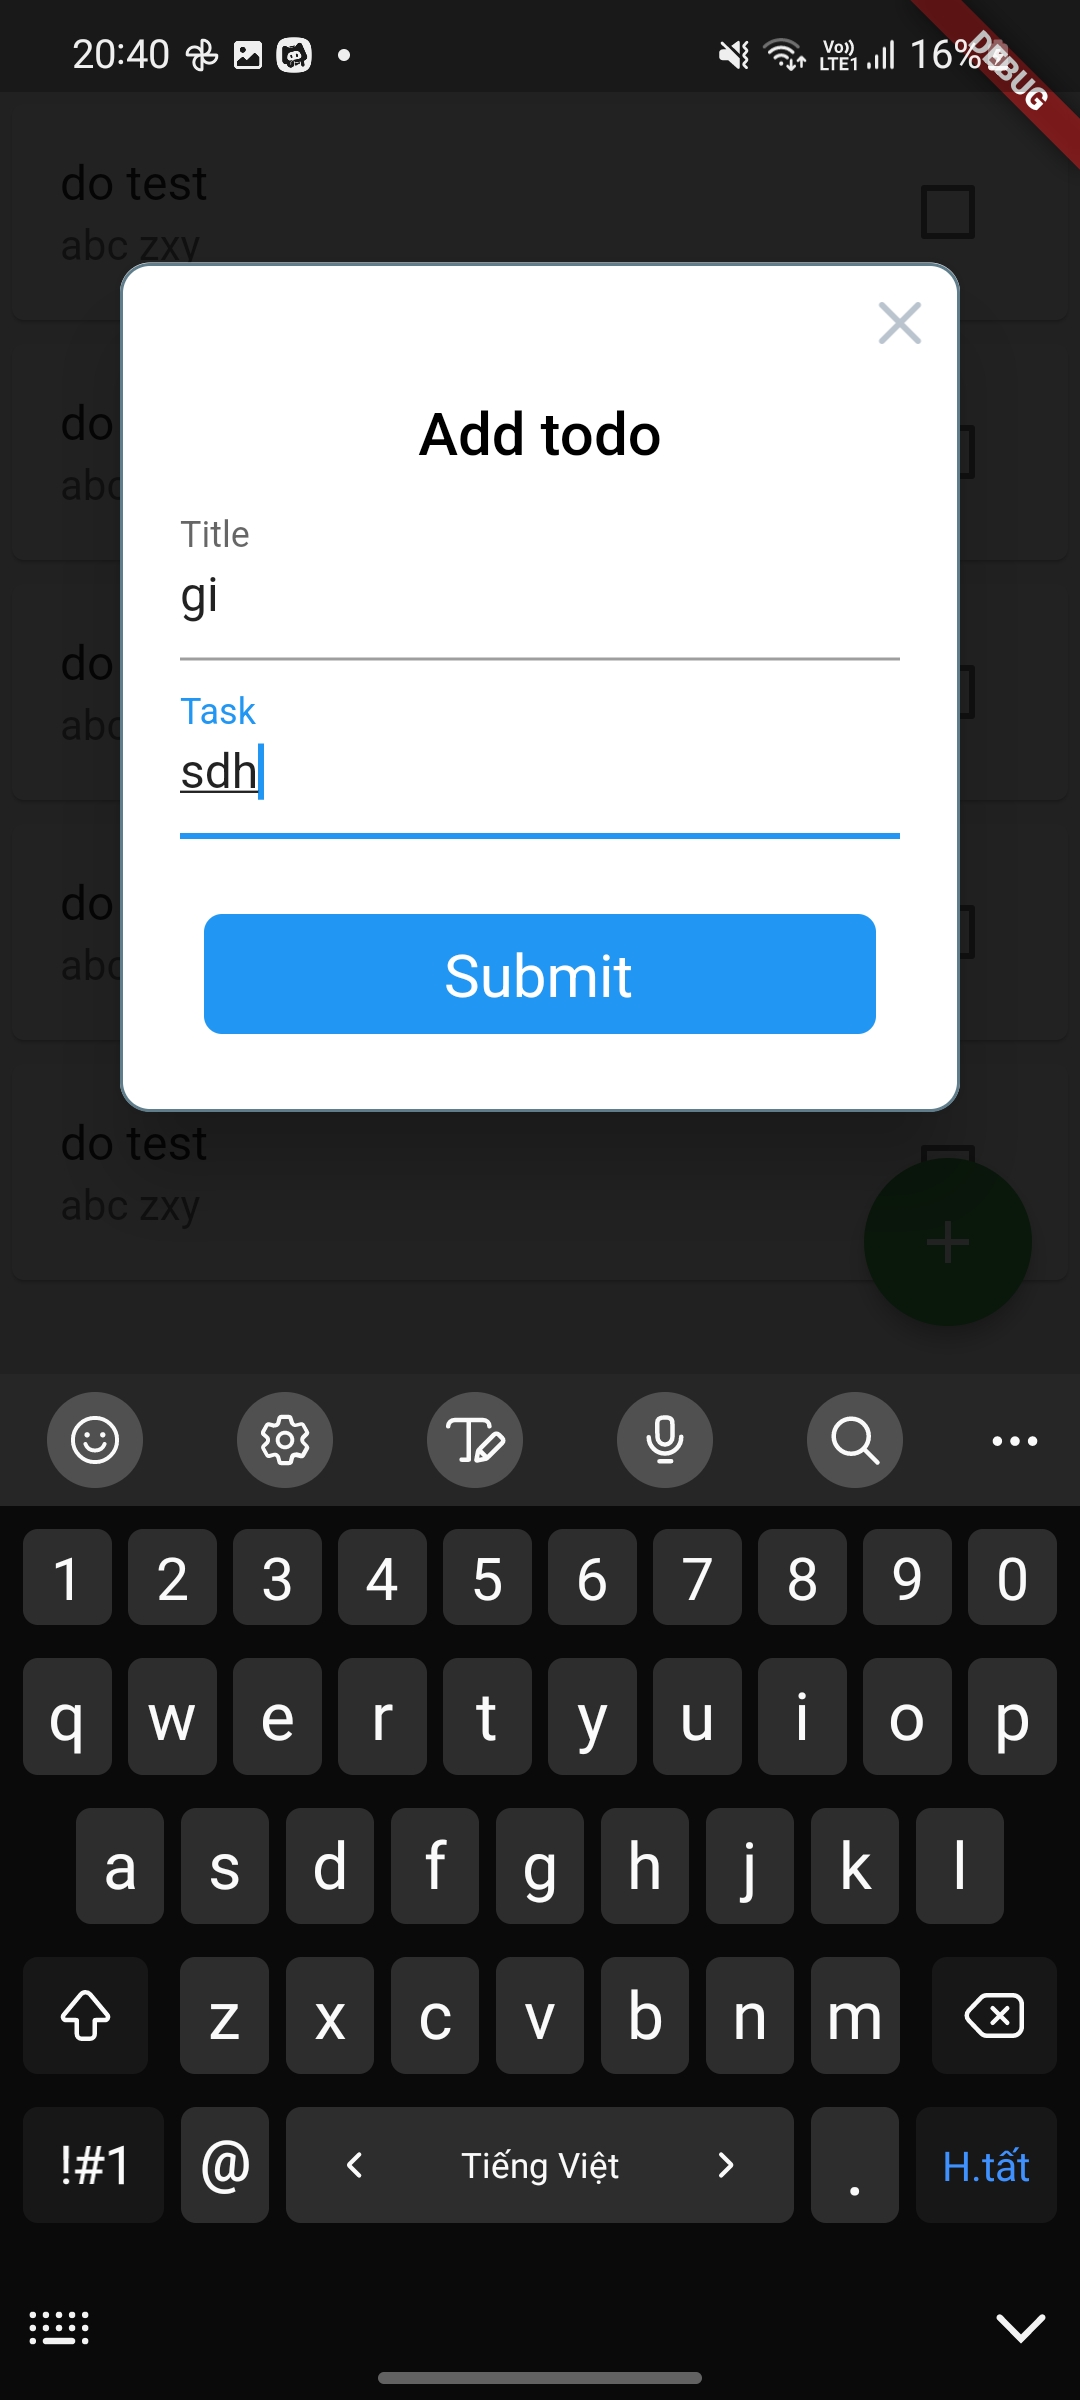 20:40 Vo)) LTE1 16%
DEBUG
do test
abc zxy
Add todo
Title
gi
Task
sdh
Submit
do
abc
do
abc
do
abc
do test
abc zxy
1 2 3 4 5 6 7 8 9 0
q w e r t y u i o p
a s d f g h j k l
z x c v b n m
!#1 @ Tiếng Việt . H.tất